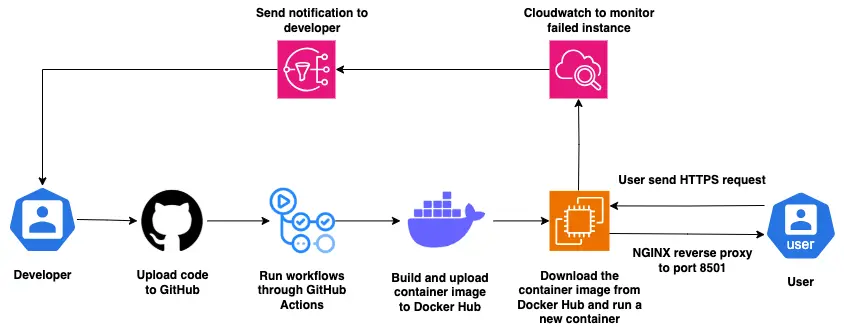 Send notification to
developer
Cloudwatch to monitor
failed instance
User send HTTPS request
user
NGINX reverse proxy
to port 8501
Developer
Upload code
to GitHub
Run workflows
through GitHub
Actions
Build and upload
container image
to Docker Hub
Download the
container image from
Docker Hub and run a
new container
User